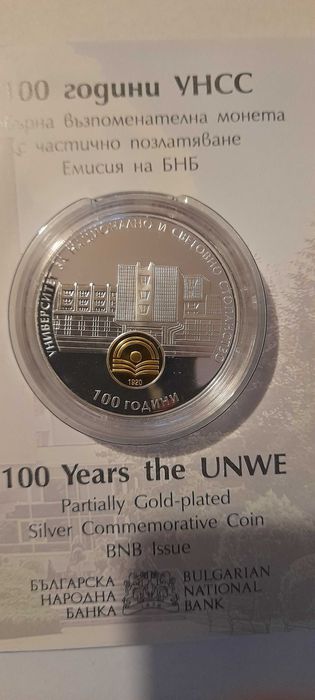 100 години УНСС
Сребърна възпоменателна монета
с частично позлатяване
Емисия на БНБ
УНИВЕРСИТЕТ ЗА НАЦИОНАЛНО И СВЕТОВНО СТОПАНСТВО
1920
100 ГОДИНИ
100 Years the UNWE
Partially Gold-plated
Silver Commemorative Coin
BNB Issue
БЪЛГАРСКА
НАРОДНА
БАНКА
BULGARIAN
NATIONAL
BANK